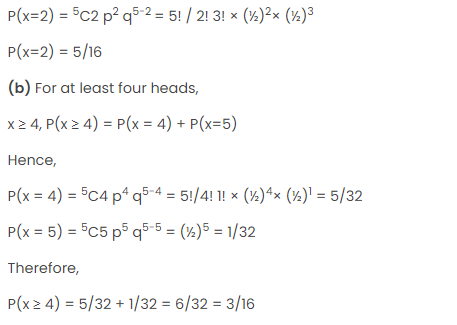 P(x=2) = ⁵C2 p² q⁵⁻² = 5! / 2! 3! × (½)²× (½)³
P(x=2) = 5/16
(b) For at least four heads,
x ≥ 4, P(x ≥ 4) = P(x = 4) + P(x=5)
Hence,
P(x = 4) = ⁵C4 p⁴ q⁵⁻⁴ = 5!/4! 1! × (½)⁴× (½)¹ = 5/32
P(x = 5) = ⁵C5 p⁵ q⁵⁻⁵ = (½)⁵ = 1/32
Therefore,
P(x ≥ 4) = 5/32 + 1/32 = 6/32 = 3/16